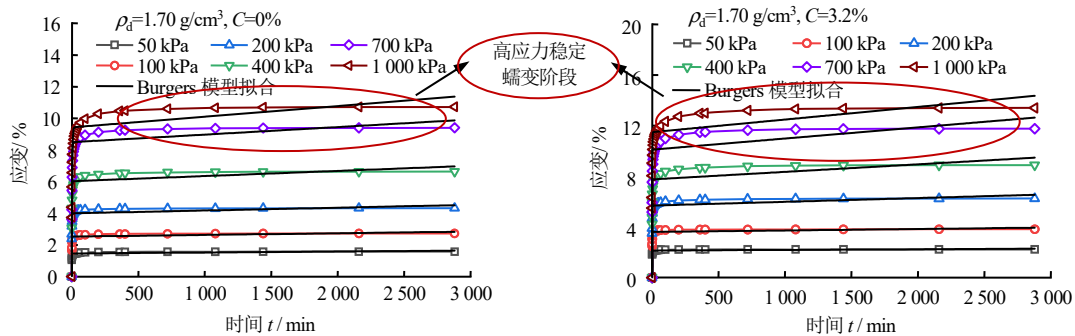 ρd=1.70 g/cm³, C=0%
50 kPa 200 kPa 700 kPa
100 kPa 400 kPa 1 000 kPa
Burgers 模型拟合
16
14
12
10
8
6
4
2
0
应变/ %
0 500 1 000 1 500 2 000 2 500 3 000
时间 t / min
高应力稳定
蠕变阶段
ρd=1.70 g/cm³, C=3.2%
50 kPa 100 kPa 200 kPa
400 kPa 700 kPa 1 000 kPa
Burgers 模型拟合
20
16
12
8
4
0
应变/ %
0 500 1 000 1 500 2 000 2 500 3 000
时间 t / min